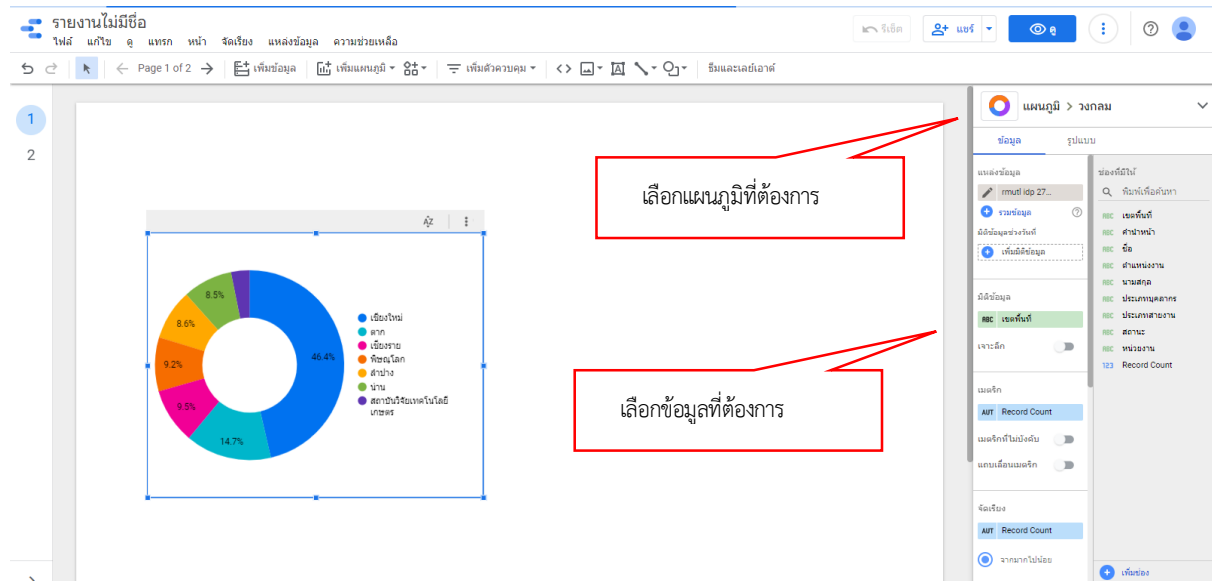 รายงานไม่มีชื่อ
ไฟล์ แก้ไข ดู แทรก หน้า จัดเรียง แหล่งข้อมูล ความช่วยเหลือ
รีเซ็ต แชร์ ดู
Page 1 of 2 เพิ่มข้อมูล เพิ่มแผนภูมิ เพิ่มตัวควบคุม ธีมและเลย์เอาต์
1
2
เลือกแผนภูมิที่ต้องการ
AZ
8.5%
8.6%
9.2%
9.5%
14.7%
46.4%
เชียงใหม่
ตาก
เชียงราย
พิษณุโลก
ลำปาง
น่าน
สถาบันวิจัยเทคโนโลยี
เกษตร
เลือกข้อมูลที่ต้องการ
แผนภูมิ > วงกลม
ข้อมูล รูปแบบ
แหล่งข้อมูล
rmutl idp 27...
รวมข้อมูล
มิติข้อมูลช่วงวันที่
เพิ่มมิติข้อมูล
มิติข้อมูล
ABC เขตพื้นที่
เจาะลึก
เมตริก
AUT Record Count
เมตริกที่ไม่บังคับ
แถบเลื่อนเมตริก
จัดเรียง
AUT Record Count
จากมากไปน้อย
ช่องที่มีให้
พิมพ์เพื่อค้นหา
ABC เขตพื้นที่
ABC คำนำหน้า
ABC ชื่อ
ABC ตำแหน่งงาน
ABC นามสกุล
ABC ประเภทบุคลากร
ABC ประเภทสายงาน
ABC สถานะ
ABC หน่วยงาน
123 Record Count
เพิ่มช่อง